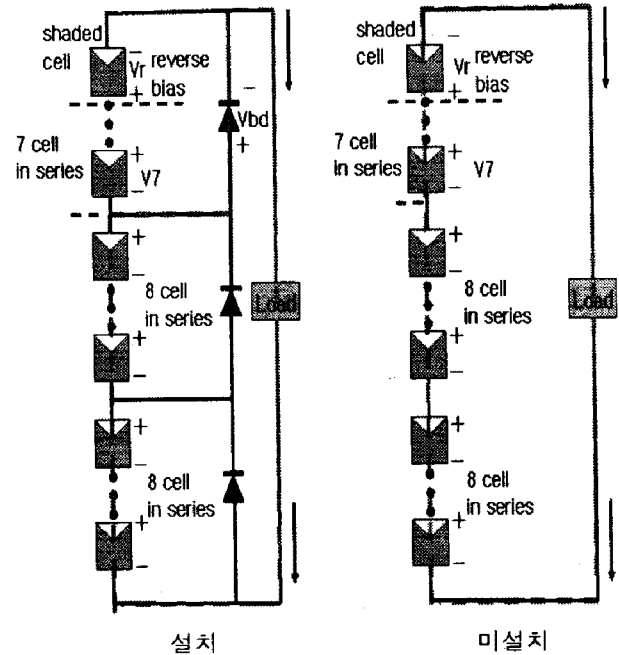 shaded
cell
−
Vr reverse
+ bias
−
Vbd
+
7 cell
in series
+
V7
−
+
−
8 cell
in series
Load
+
−
+
−
8 cell
in series
+
−
설치
shaded
cell
−
Vr reverse
+ bias
7 cell
in series
+
V7
−
+
−
8 cell
in series
Load
+
−
+
−
8 cell
in series
+
−
미설치